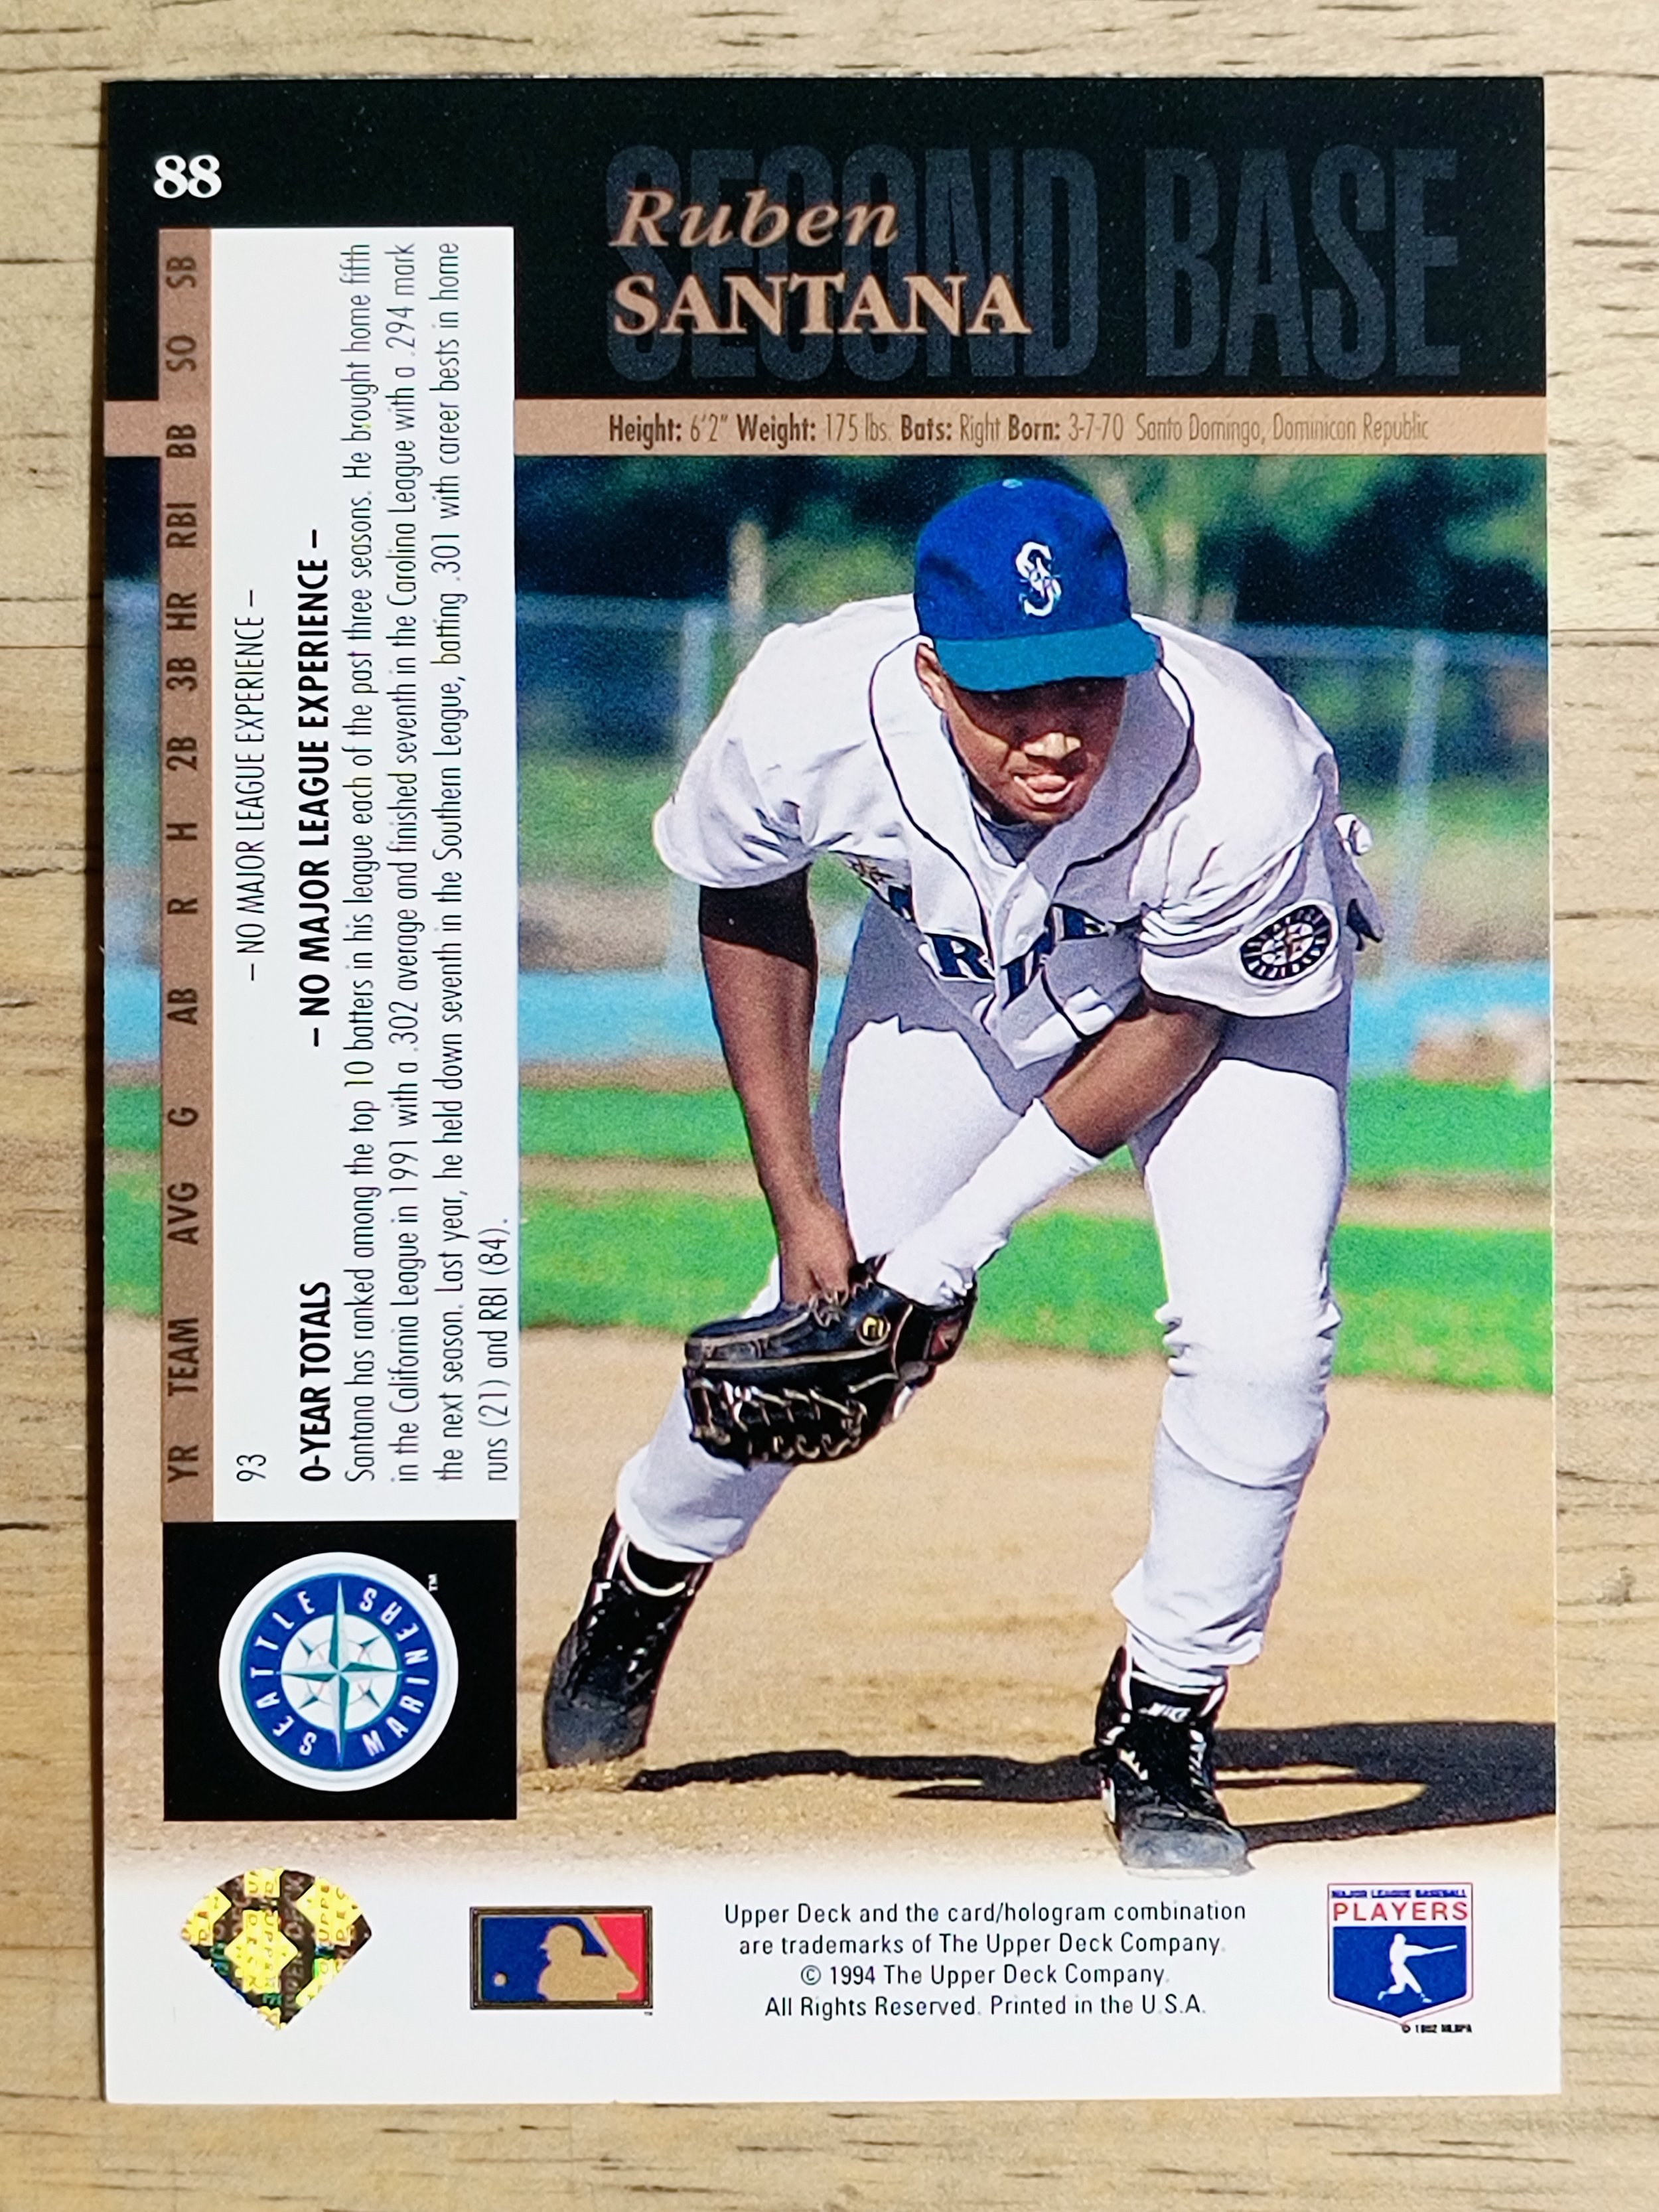 88
SECOND BASE
Ruben
SANTANA
Height: 6'2" Weight: 175 lbs. Bats: Right Born: 3-7-70 Santo Domingo, Dominican Republic
YR TEAM AVG G AB R H 2B 3B HR RBI BB SO SB
93 – NO MAJOR LEAGUE EXPERIENCE –
0-YEAR TOTALS – NO MAJOR LEAGUE EXPERIENCE –
Santana has ranked among the top 10 batters in his league each of the past three seasons. He brought home fifth
in the California League in 1991 with a .302 average and finished seventh in the Carolina League with a .294 mark
the next season. Last year, he held down seventh in the Southern League, batting .301 with career bests in home
runs (21) and RBI (84).
S
NIKE
SEATTLE
MARINERS
™
Upper Deck and the card/hologram combination
are trademarks of The Upper Deck Company.
© 1994 The Upper Deck Company.
All Rights Reserved. Printed in the U.S.A.
MAJOR LEAGUE BASEBALL
PLAYERS
© 1992 MLBPA